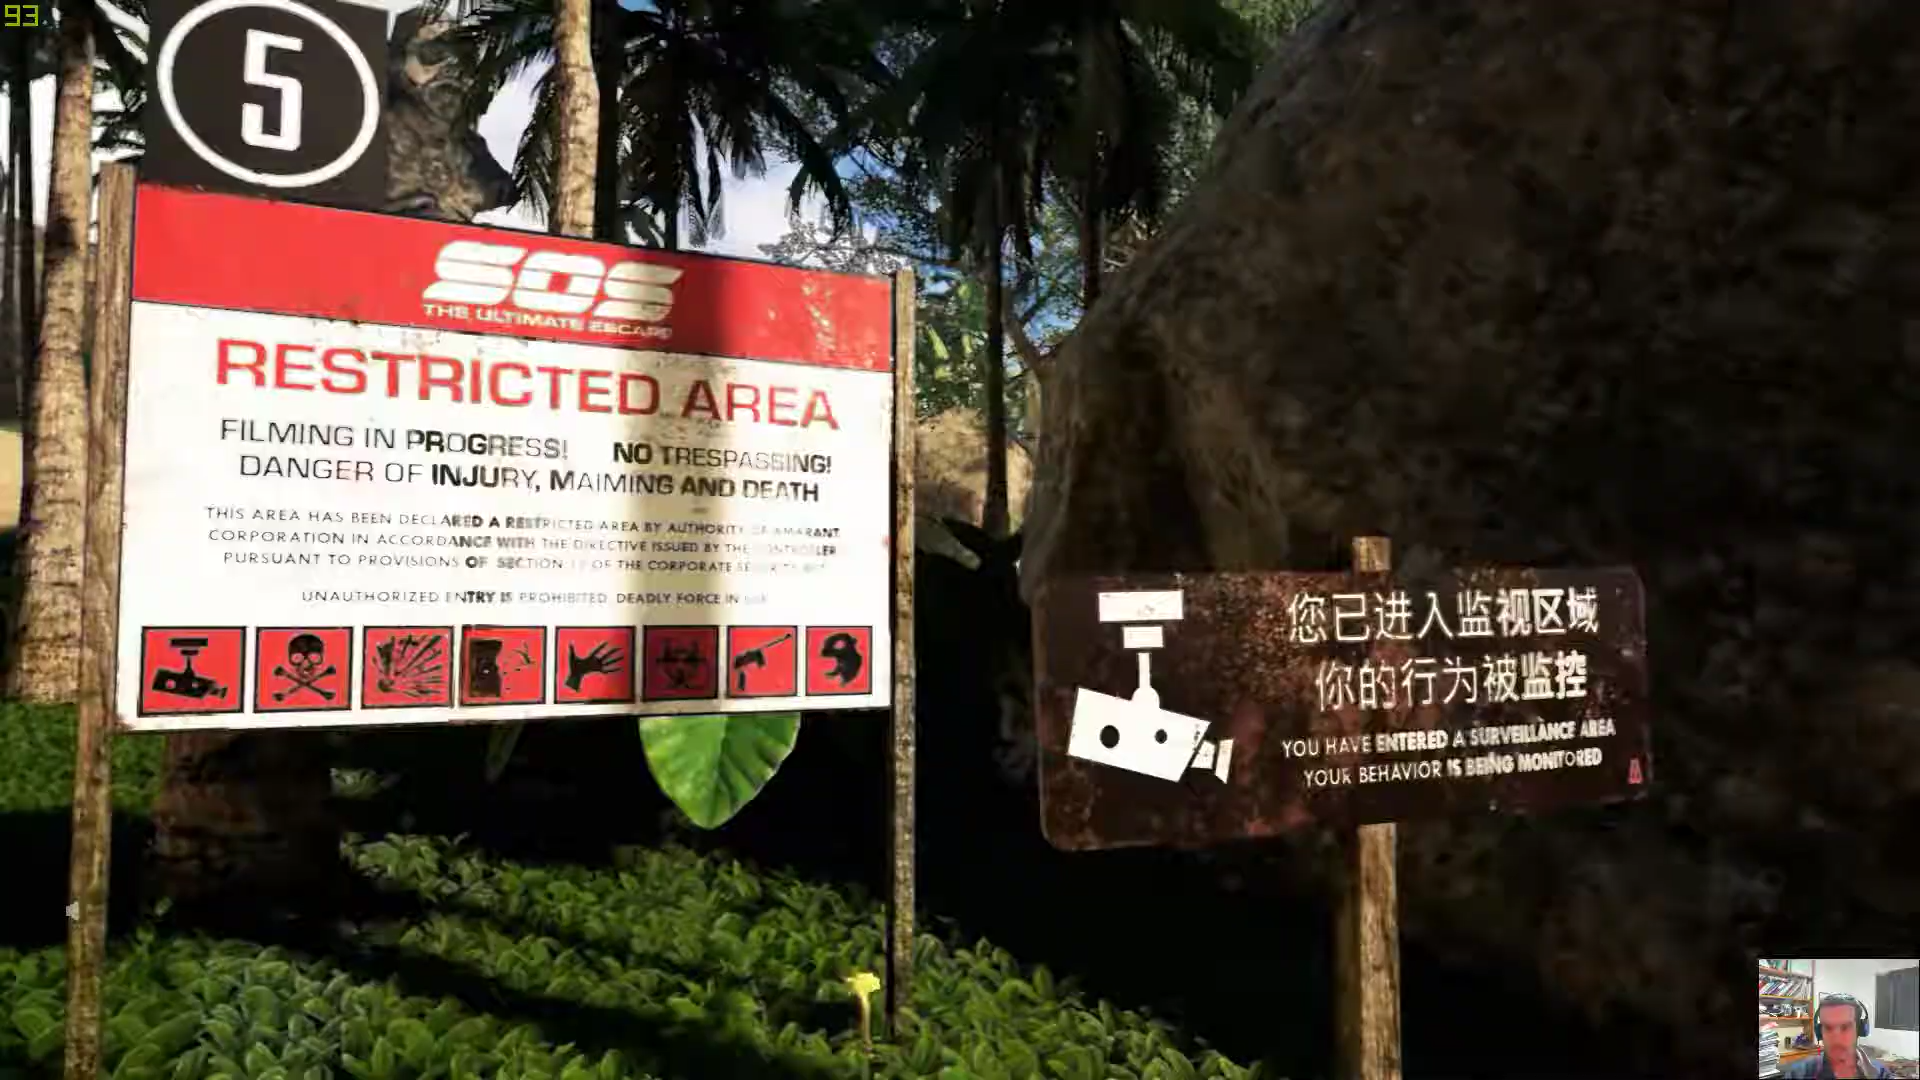 93
5
SOS
THE ULTIMATE ESCAPE
RESTRICTED AREA
FILMING IN PROGRESS! NO TRESPASSING!
DANGER OF INJURY, MAIMING AND DEATH
THIS AREA HAS BEEN DECLARED A RESTRICTED AREA BY AUTHORITY OF AMARANT
CORPORATION IN ACCORDANCE WITH THE DIRECTIVE ISSUED BY THE CONTROLLER
PURSUANT TO PROVISIONS OF SECTION OF THE CORPORATE SECURITY ACT
UNAUTHORIZED ENTRY IS PROHIBITED. DEADLY FORCE IN USE
您已进入监视区域
你的行为被监控
YOU HAVE ENTERED A SURVEILLANCE AREA
YOUR BEHAVIOR IS BEING MONITORED